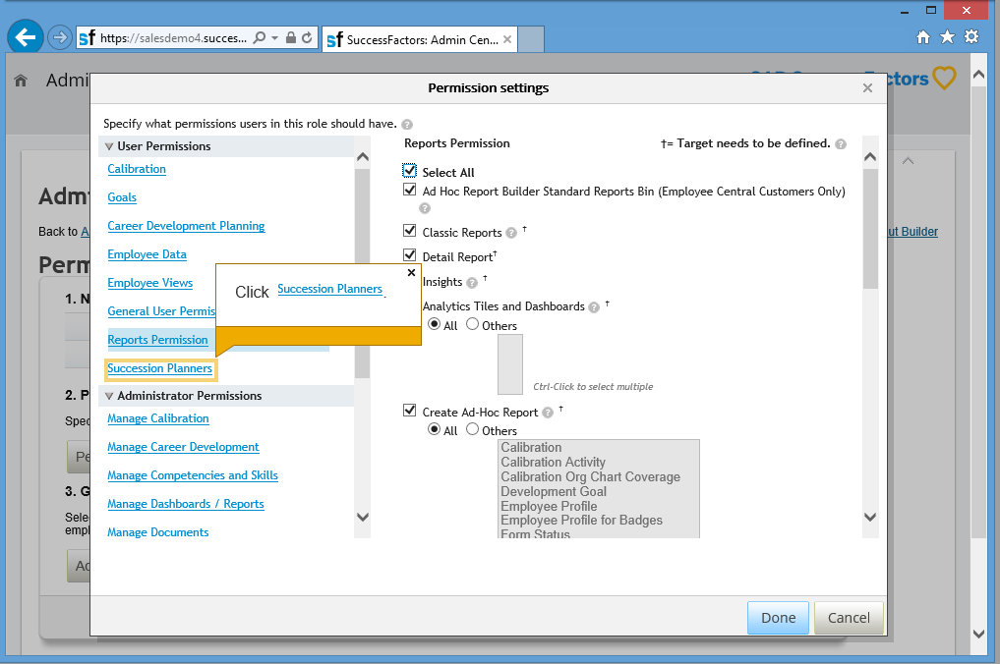 sf https://salesdemo4.succes...
sf SuccessFactors: Admin Cen...
Admi
ctors
Permission settings
Specify what permissions users in this role should have.
User Permissions
Calibration
Goals
Career Development Planning
Employee Data
Employee Views
General User Permis
Reports Permission
Succession Planners
Administrator Permissions
Manage Calibration
Manage Career Development
Manage Competencies and Skills
Manage Dashboards / Reports
Manage Documents
Click Succession Planners
Reports Permission
†= Target needs to be defined.
Select All
Ad Hoc Report Builder Standard Reports Bin (Employee Central Customers Only)
Classic Reports †
Detail Report†
Insights †
Analytics Tiles and Dashboards †
All Others
Ctrl-Click to select multiple
Create Ad-Hoc Report †
All Others
Calibration
Calibration Activity
Calibration Org Chart Coverage
Development Goal
Employee Profile
Employee Profile for Badges
Form Status
Done Cancel
Back to A
ut Builder
Perm
1. N
2. P
Spec
Pe
3. G
Sele
empl
Ad